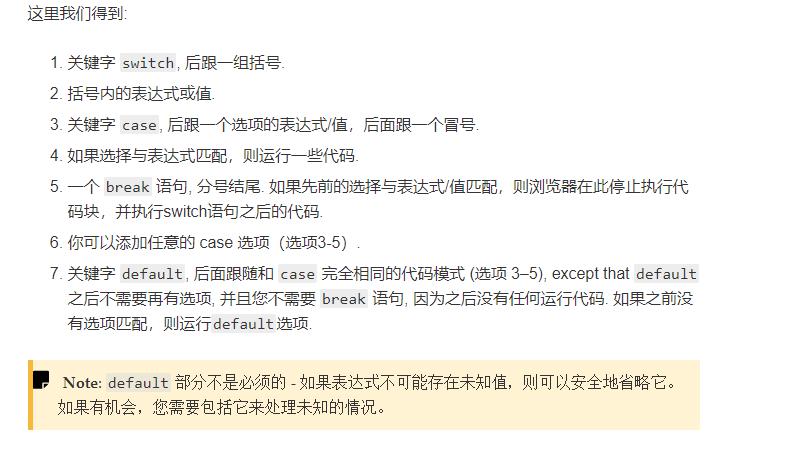 这里我们得到:
1. 关键字 switch, 后跟一组括号.
2. 括号内的表达式或值.
3. 关键字 case, 后跟一个选项的表达式/值，后面跟一个冒号.
4. 如果选择与表达式匹配，则运行一些代码.
5. 一个 break 语句, 分号结尾. 如果先前的选择与表达式/值匹配，则浏览器在此停止执行代
码块，并执行switch语句之后的代码.
6. 你可以添加任意的 case 选项（选项3-5）.
7. 关键字 default, 后面跟随和 case 完全相同的代码模式 (选项 3–5), except that default
之后不需要再有选项, 并且您不需要 break 语句, 因为之后没有任何运行代码. 如果之前没
有选项匹配，则运行default选项.
Note: default 部分不是必须的 - 如果表达式不可能存在未知值，则可以安全地省略它。
如果有机会，您需要包括它来处理未知的情况。